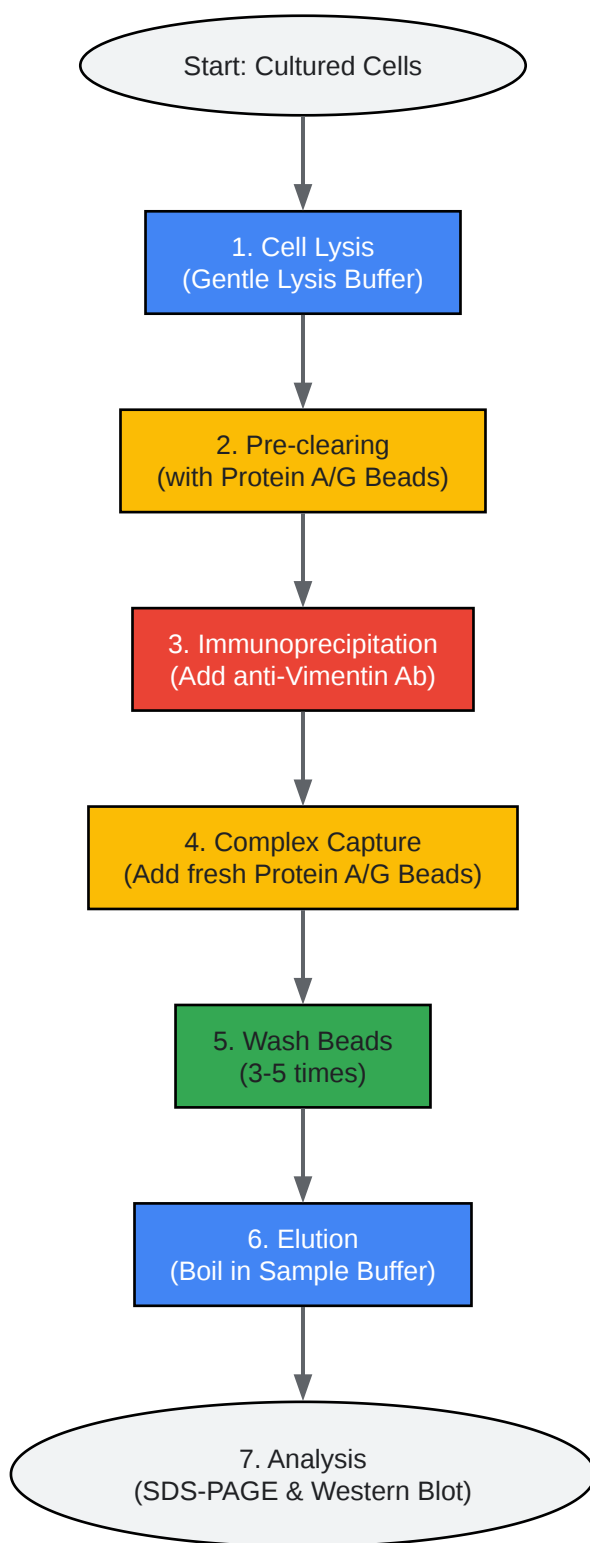 Start: Cultured Cells
1. Cell Lysis
(Gentle Lysis Buffer)
2. Pre-clearing
(with Protein A/G Beads)
3. Immunoprecipitation
(Add anti-Vimentin Ab)
4. Complex Capture
(Add fresh Protein A/G Beads)
5. Wash Beads
(3-5 times)
6. Elution
(Boil in Sample Buffer)
7. Analysis
(SDS-PAGE & Western Blot)